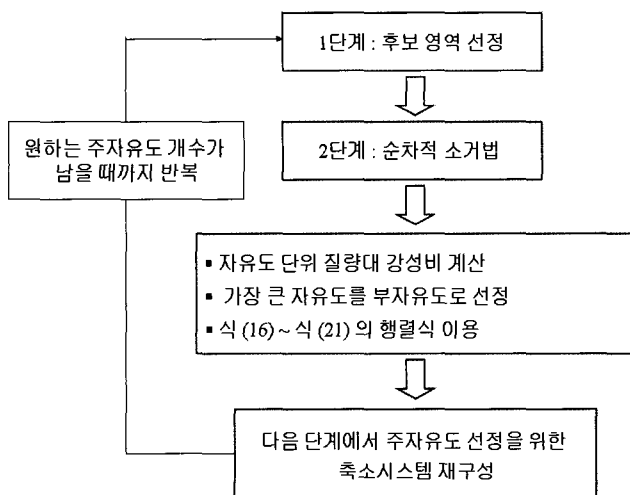 1단계 : 후보 영역 선정
원하는 주자유도 개수가
남을 때까지 반복
2단계 : 순차적 소거법
▪ 자유도 단위 질량대 강성비 계산
▪ 가장 큰 자유도를 부자유도로 선정
▪ 식 (16) ~ 식 (21) 의 행렬식 이용
다음 단계에서 주자유도 선정을 위한
축소시스템 재구성